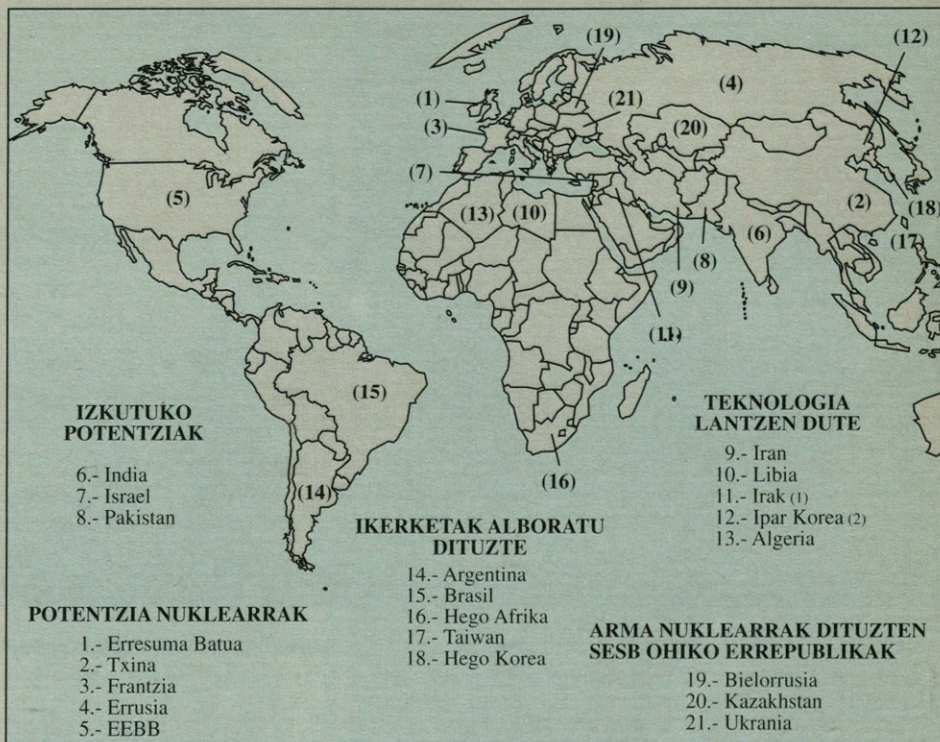 (19)
(12)
(1)
(4)
(21)
(3)
(20)
(7)
(5)
(13)
(10)
(2)
(18)
(6)
(17)
(8)
(9)
(11)
(15)
(16)
(14)
IZKUTUKO
POTENTZIAK
6.- India
7.- Israel
8.- Pakistan
TEKNOLOGIA
LANTZEN DUTE
9.- Iran
10.- Libia
11.- Irak (1)
12.- Ipar Korea (2)
13.- Algeria
IKERKETAK ALBORATU
DITUZTE
14.- Argentina
15.- Brasil
16.- Hego Afrika
17.- Taiwan
18.- Hego Korea
POTENTZIA NUKLEARRAK
1.- Erresuma Batua
2.- Txina
3.- Frantzia
4.- Errusia
5.- EEBB
ARMA NUKLEARRAK DITUZTEN
SESB OHIKO ERREPUBLIKAK
19.- Bielorrusia
20.- Kazakhstan
21.- Ukrania